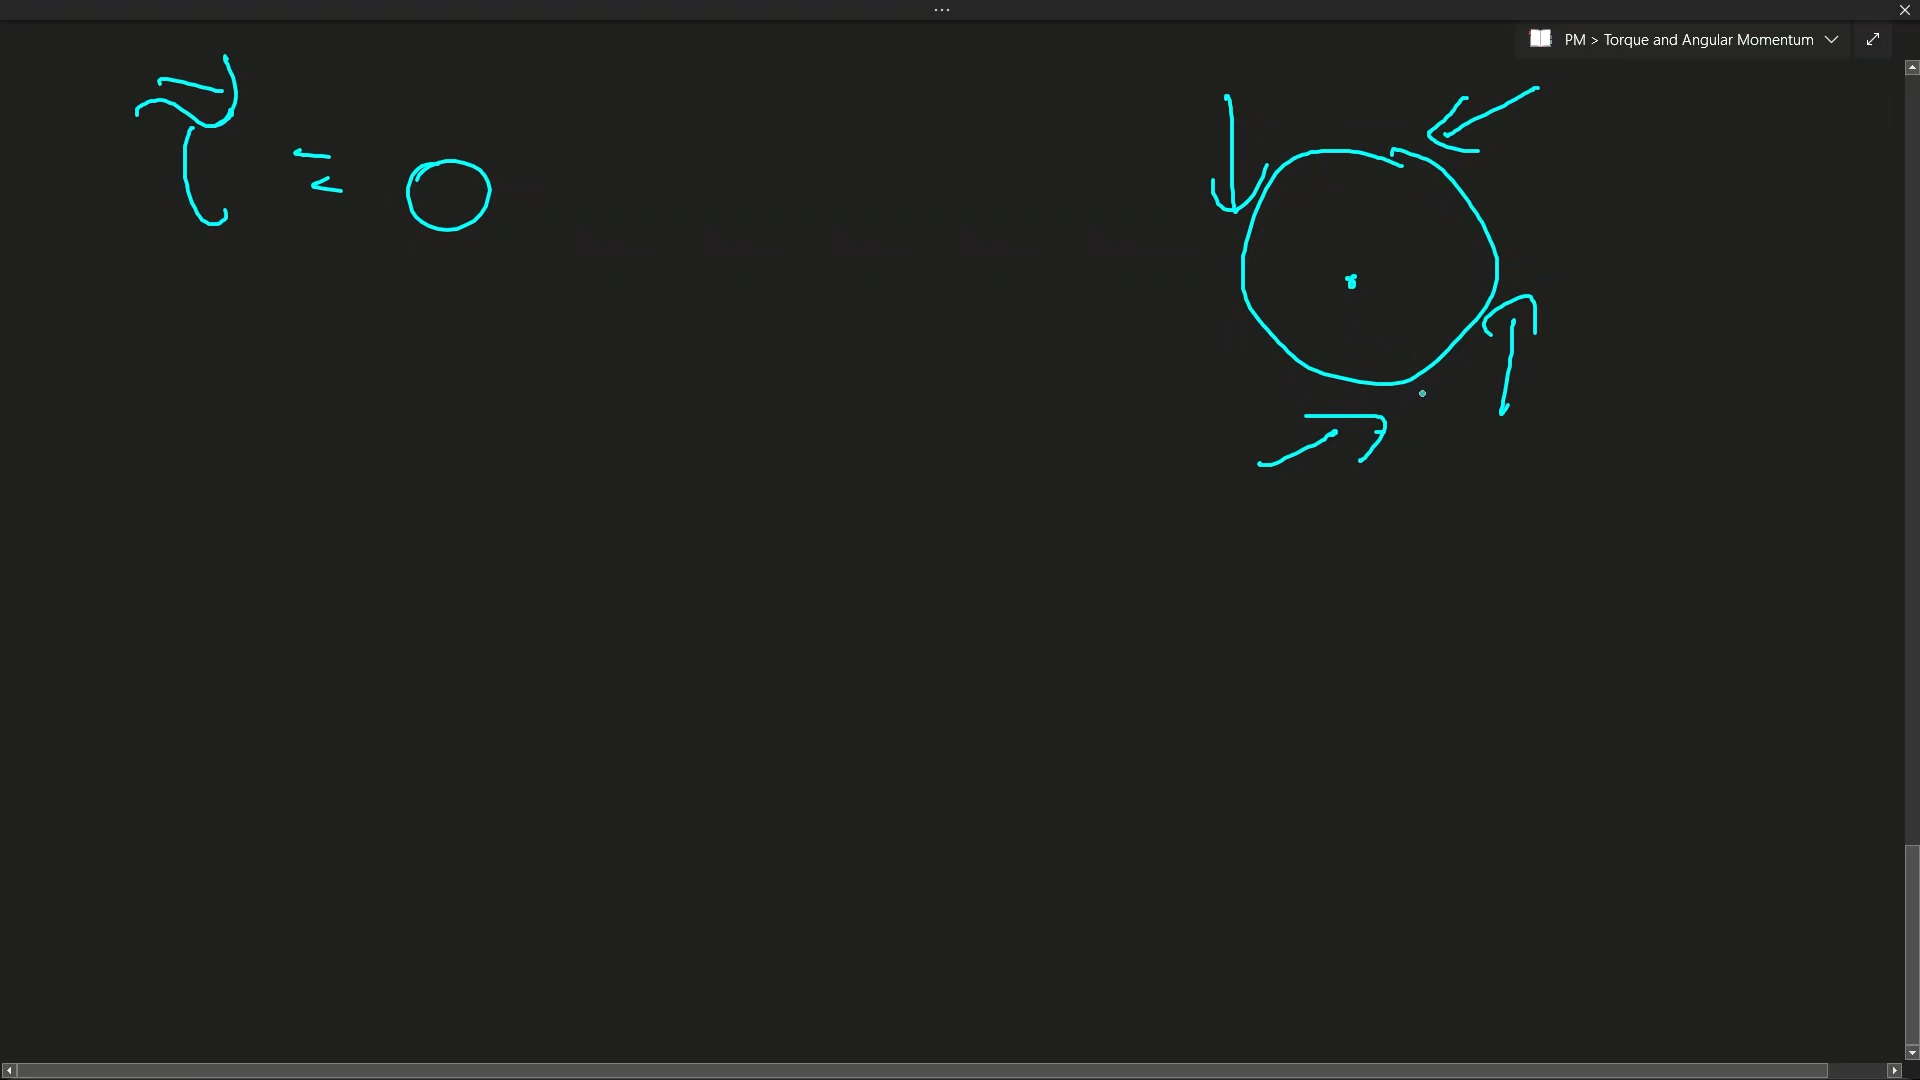 PM > Torque and Angular Momentum
τ = 0